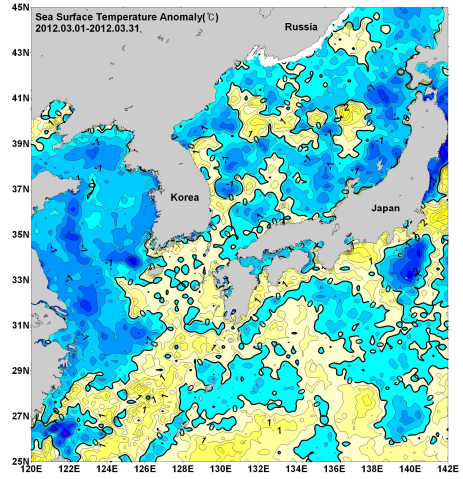 Sea Surface Temperature Anomaly(℃)
2012.03.01-2012.03.31.
Russia
Korea
Japan
45N
43N
41N
39N
37N
35N
33N
31N
29N
27N
25N
120E 122E 124E 126E 128E 130E 132E 134E 136E 138E 140E 142E